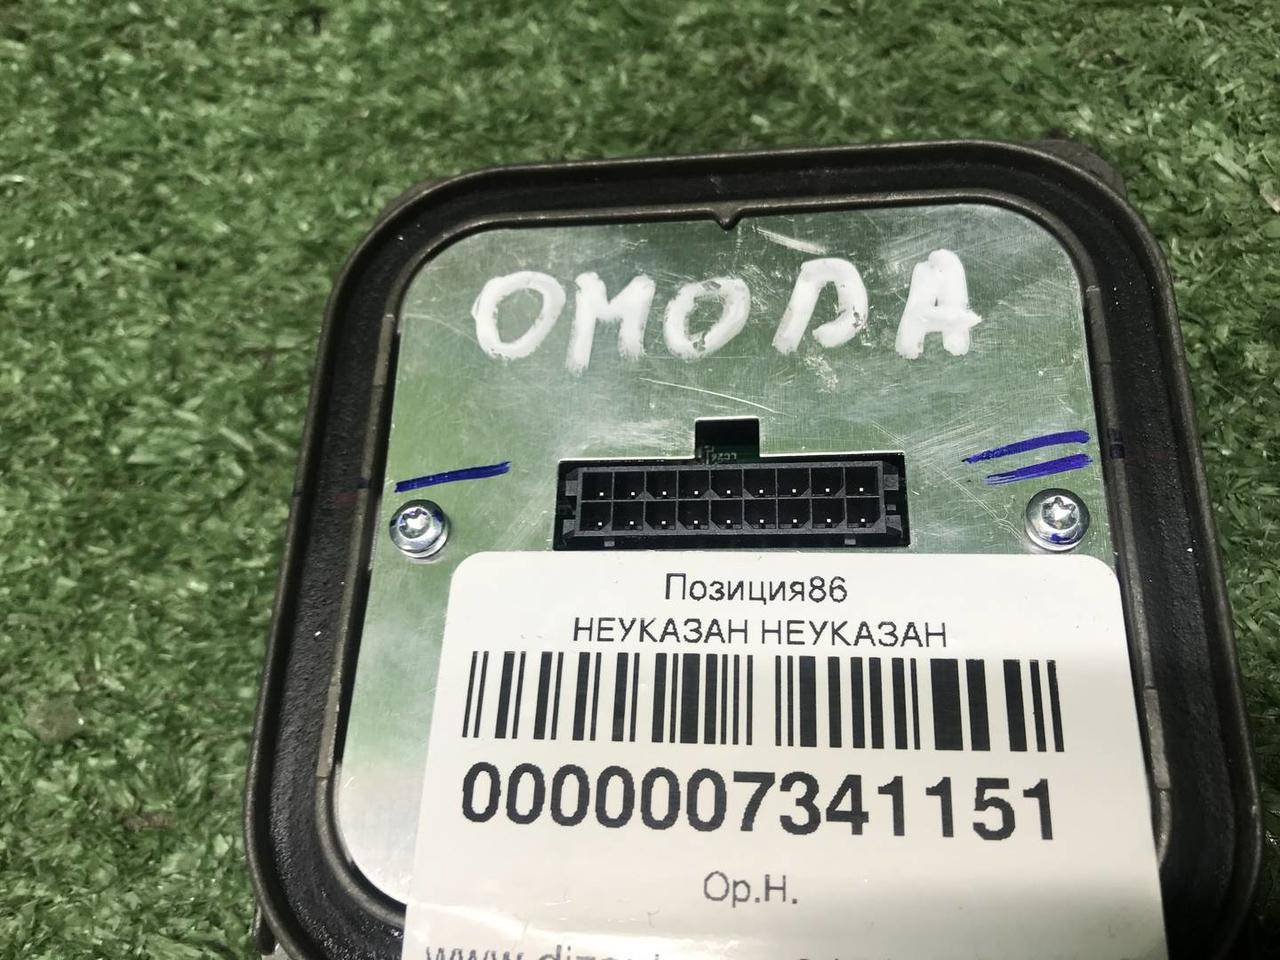 OMODA
Позиция86
НЕУКАЗАН НЕУКАЗАН
0000007341151
Ор.Н.